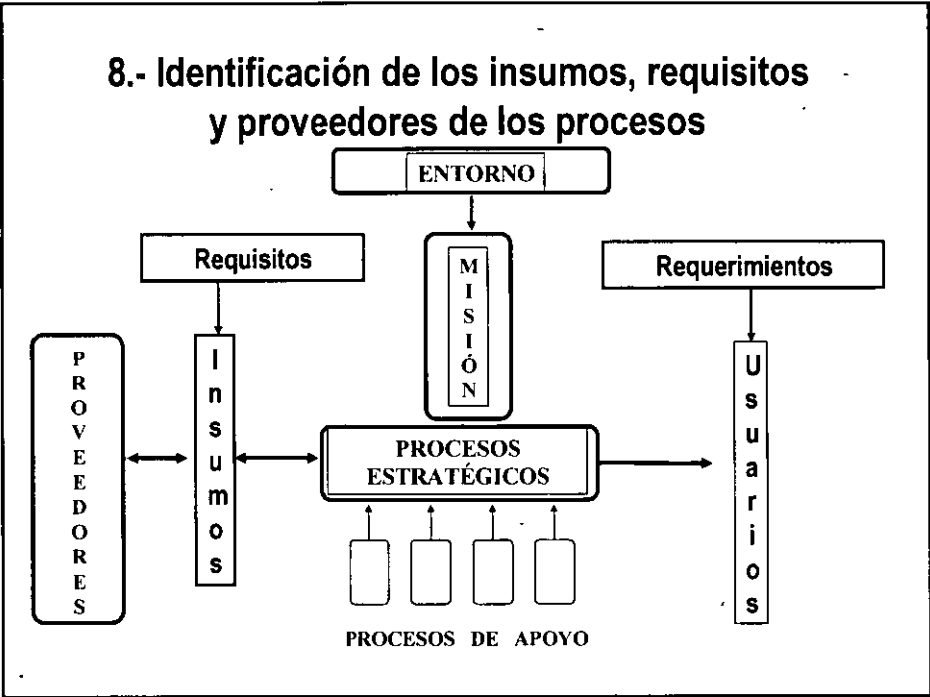 8.- Identificación de los insumos, requisitos
y proveedores de los procesos
ENTORNO
Requisitos
MISIÓN
Requerimientos
PROVEEDORES
Insumos
PROCESOS
ESTRATÉGICOS
Usuarios
PROCESOS DE APOYO